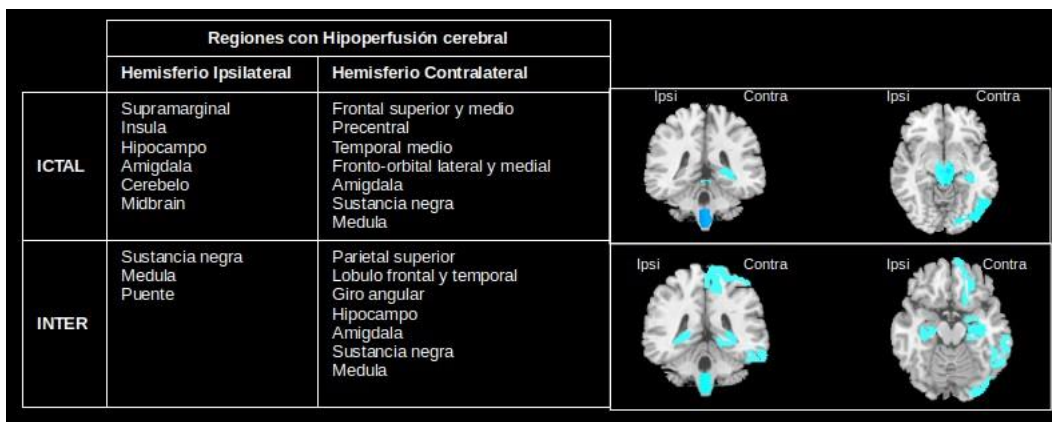 Regiones con Hipoperfusión cerebral
Hemisferio Ipsilateral
Hemisferio Contralateral
ICTAL
Supramarginal
Insula
Hipocampo
Amigdala
Cerebelo
Midbrain
Frontal superior y medio
Precentral
Temporal medio
Fronto-orbital lateral y medial
Amigdala
Sustancia negra
Medula
Ipsi
Contra
Ipsi
Contra
INTER
Sustancia negra
Medula
Puente
Parietal superior
Lobulo frontal y temporal
Giro angular
Hipocampo
Amigdala
Sustancia negra
Medula
Ipsi
Contra
Ipsi
Contra